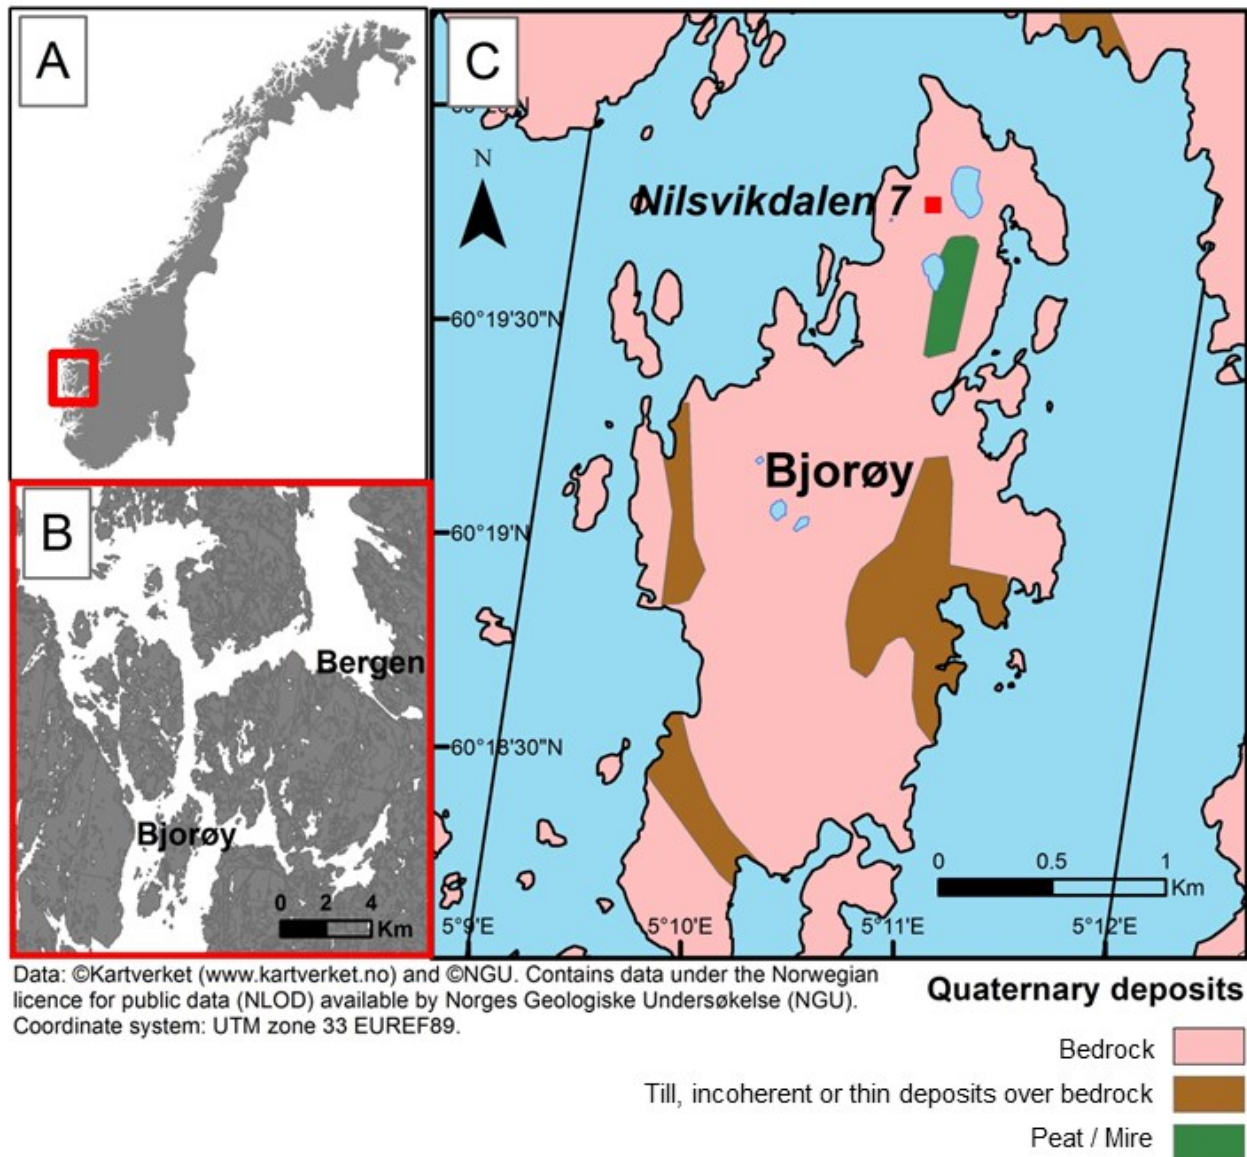 A
B
Bergen
Bjorøy
0 2 4
Km
C
N
Nilsvikdalen 7
60°19'30"N
Bjorøy
60°19'N
60°18'30"N
0 0.5 1
Km
5°9'E 5°10'E 5°11'E 5°12'E
Data: ©Kartverket (www.kartverket.no) and ©NGU. Contains data under the Norwegian
licence for public data (NLOD) available by Norges Geologiske Undersøkelse (NGU).
Coordinate system: UTM zone 33 EUREF89.
Quaternary deposits
Bedrock
Till, incoherent or thin deposits over bedrock
Peat / Mire